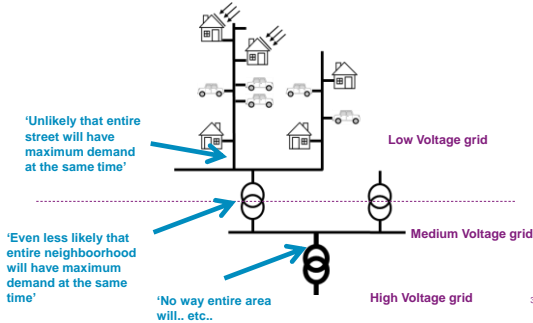 ‘Unlikely that entire
street will have
maximum demand
at the same time’
Low Voltage grid
‘Even less likely that
entire neighboorhood
will have maximum
demand at the same
time’
Medium Voltage grid
‘No way entire area
will.. etc..
High Voltage grid
3